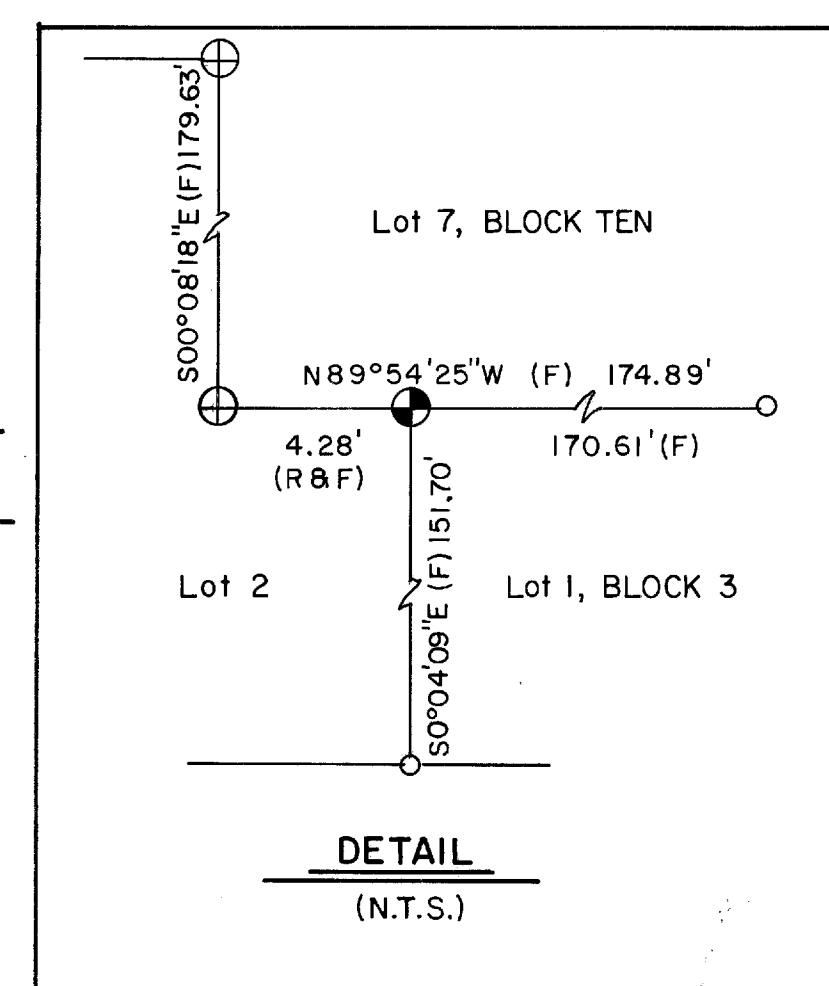 S00°08'18"E (F) 179.63'
Lot 7, BLOCK TEN
N89°54'25"W (F) 174.89'
4.28'
(R & F)
170.61' (F)
S0°04'09"E (F) 151.70'
Lot 2
Lot 1, BLOCK 3
DETAIL
(N.T.S.)